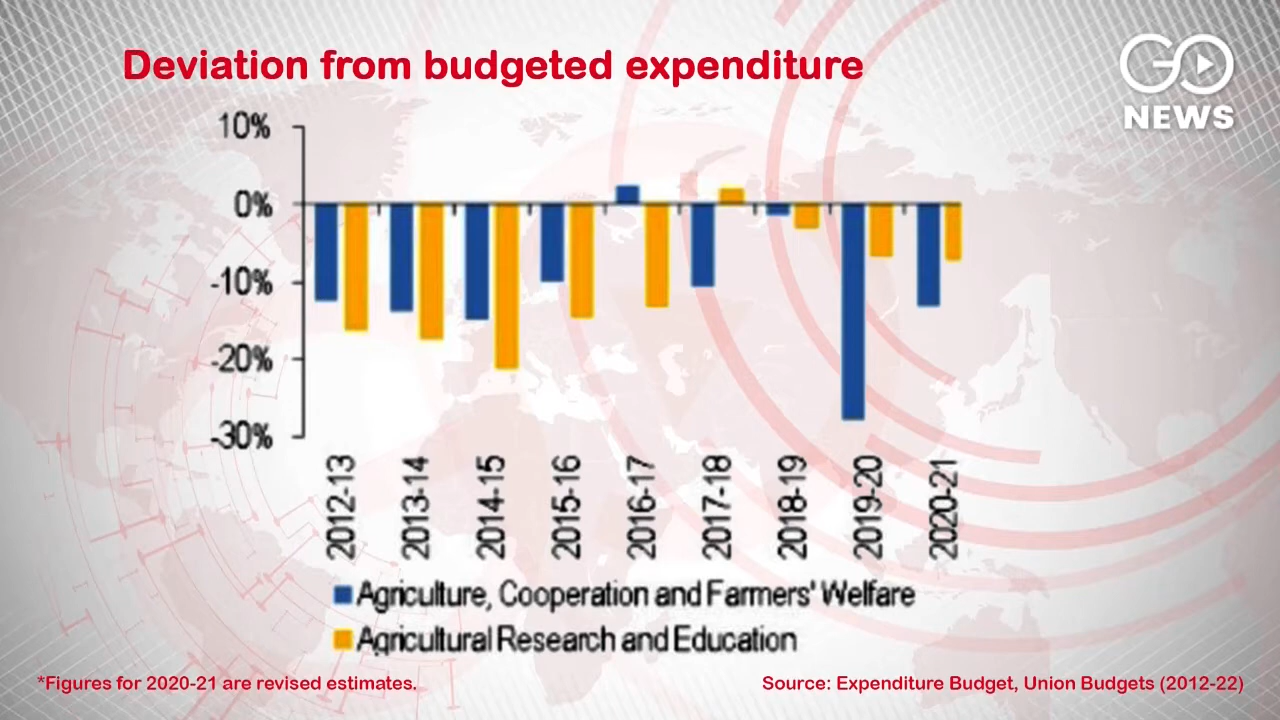 Deviation from budgeted expenditure
GO
NEWS
10%
0%
-10%
-20%
-30%
2012-13
2013-14
2014-15
2015-16
2016-17
2017-18
2018-19
2019-20
2020-21
Agriculture, Cooperation and Farmers' Welfare
Agricultural Research and Education
*Figures for 2020-21 are revised estimates.
Source: Expenditure Budget, Union Budgets (2012-22)